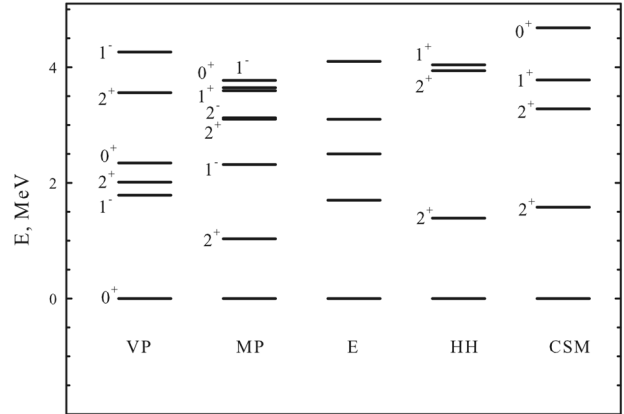 0⁺
1⁻ 1⁻ 1⁺
4 0⁺
2⁺ 1⁺ 2⁺ 1⁺
2⁻ 2⁺
0⁺ 2⁺
2⁺ 1⁻
2 1⁻ 2⁺ 2⁺
2⁺
E, MeV
0 0⁺
VP MP E HH CSM